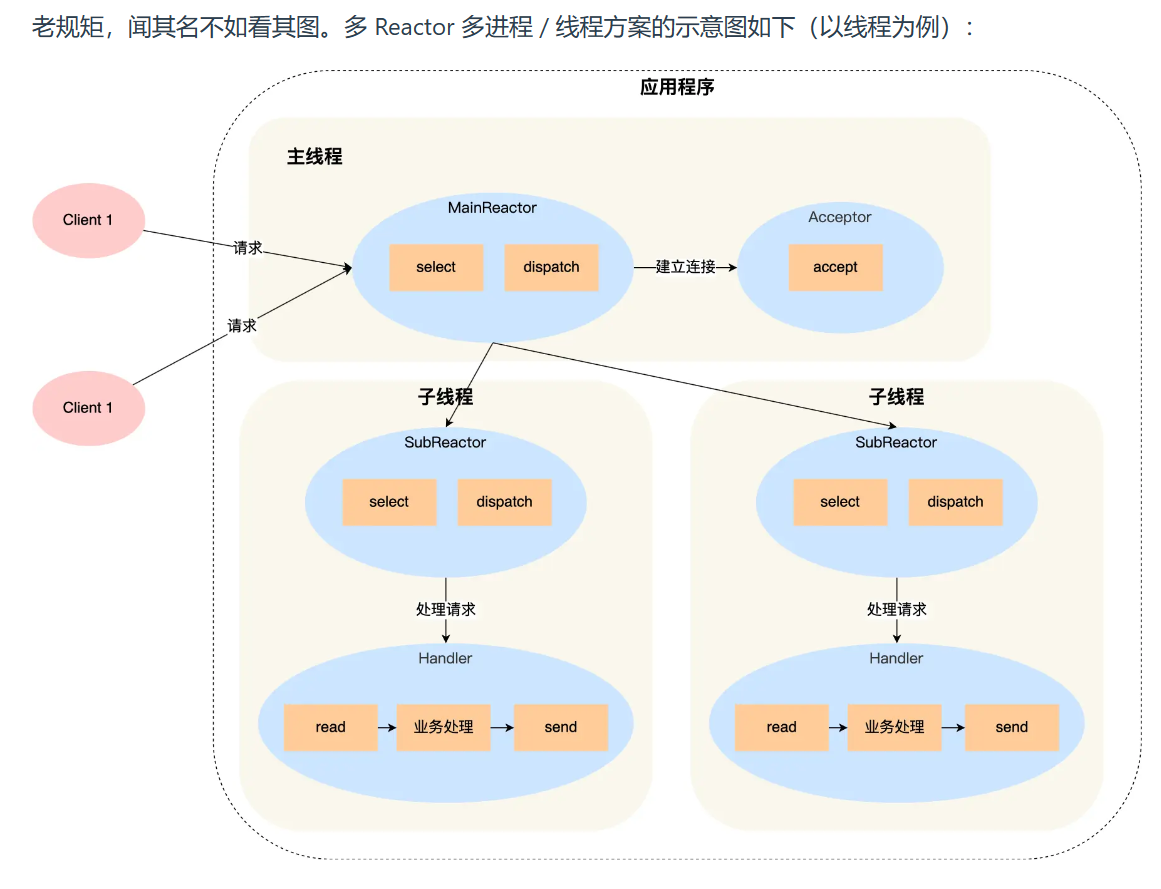 老规矩，闻其名不如看其图。多 Reactor 多进程 / 线程方案的示意图如下（以线程为例）：
应用程序
主线程
MainReactor
Acceptor
Client 1
请求
select
dispatch
建立连接
accept
请求
Client 1
子线程
子线程
SubReactor
SubReactor
select
dispatch
select
dispatch
处理请求
处理请求
Handler
Handler
read
业务处理
send
read
业务处理
send